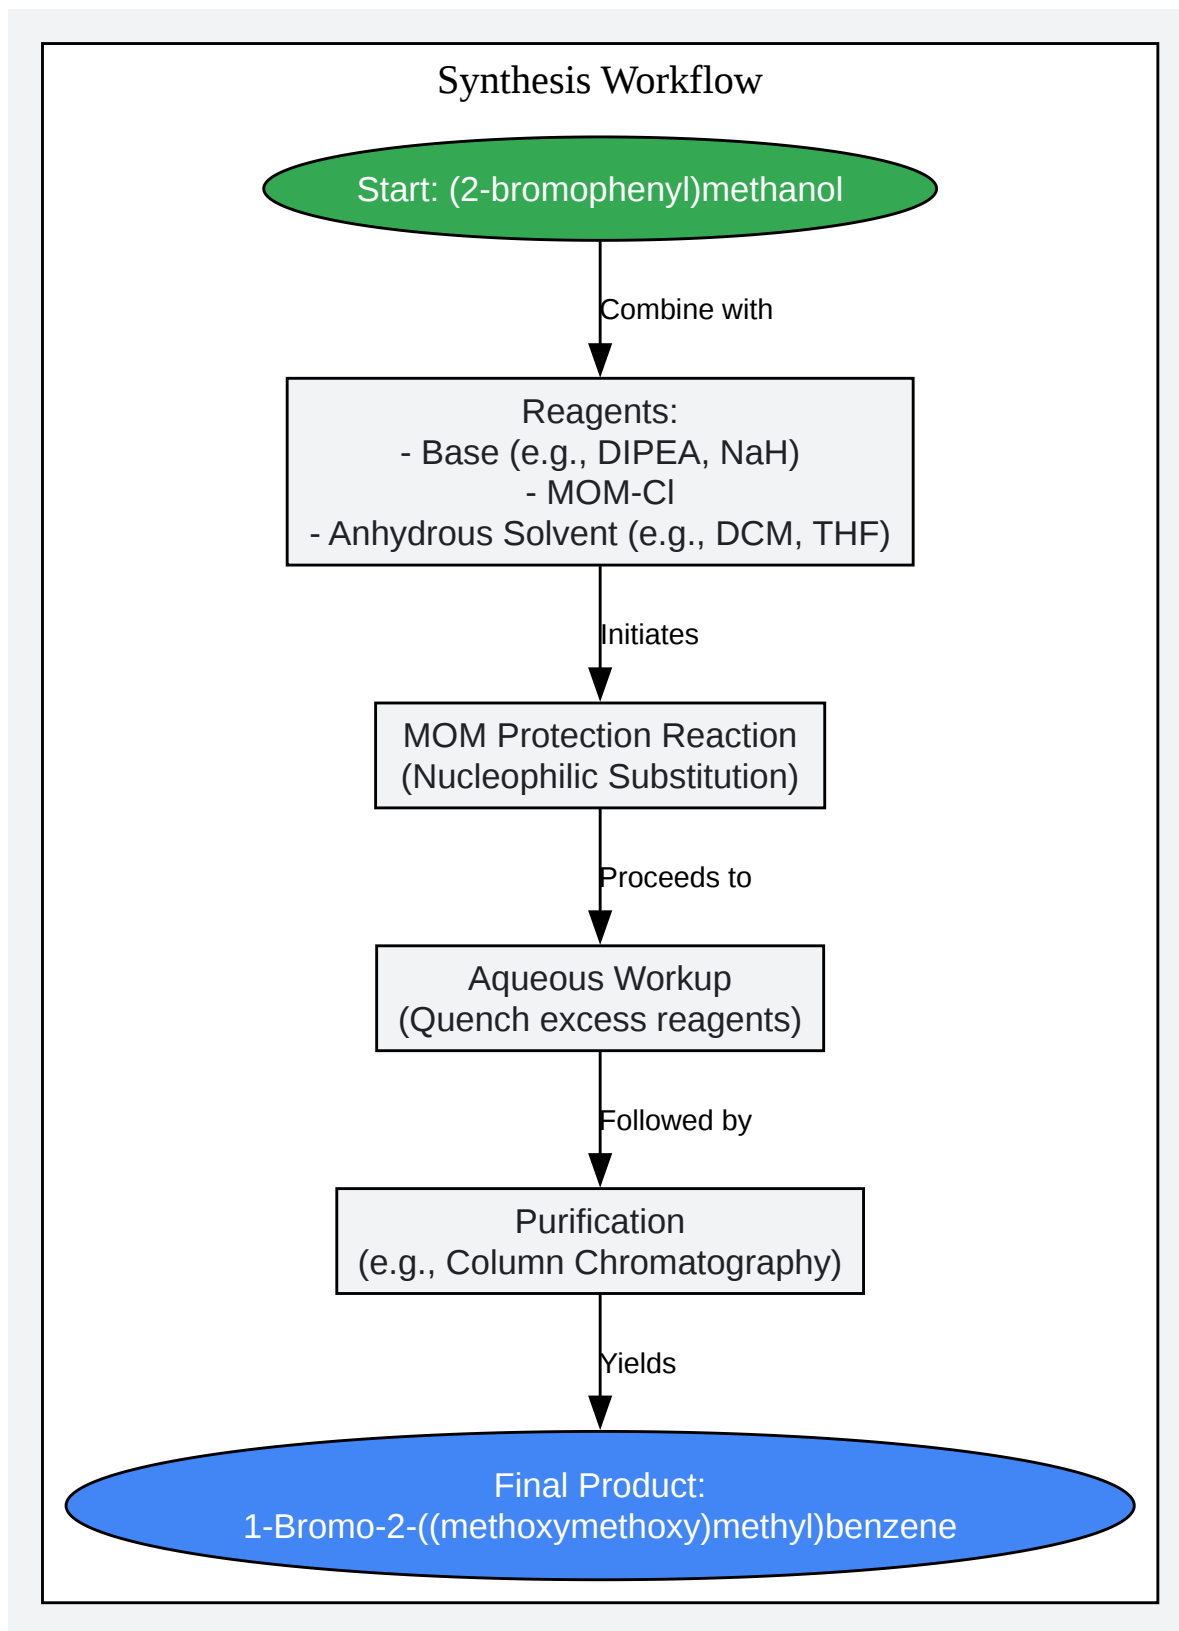 Synthesis Workflow
Start: (2-bromophenyl)methanol
Combine with
Reagents:
- Base (e.g., DIPEA, NaH)
- MOM-Cl
- Anhydrous Solvent (e.g., DCM, THF)
Initiates
MOM Protection Reaction
(Nucleophilic Substitution)
Proceeds to
Aqueous Workup
(Quench excess reagents)
Followed by
Purification
(e.g., Column Chromatography)
Yields
Final Product:
1-Bromo-2-((methoxymethoxy)methyl)benzene